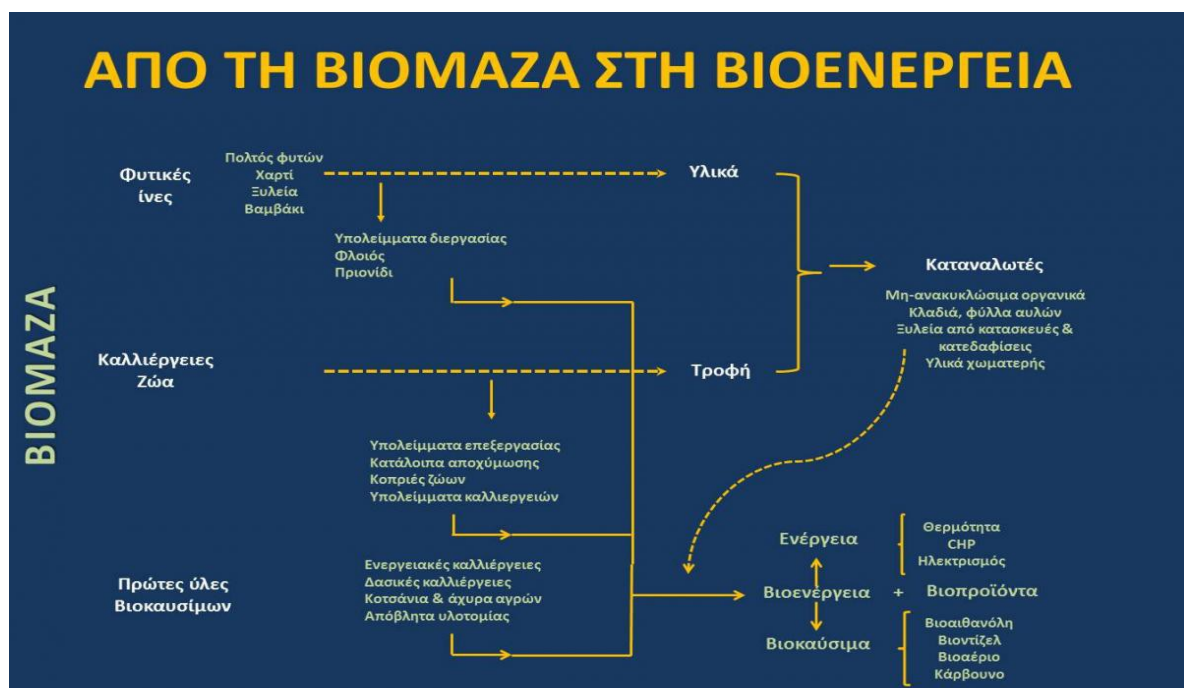 ΑΠΟ ΤΗ ΒΙΟΜΑΖΑ ΣΤΗ ΒΙΟΕΝΕΡΓΕΙΑ
ΒΙΟΜΑΖΑ
Φυτικές
ίνες
Πολτός φυτών
Χαρτί
Ξυλεία
Βαμβάκι
Υλικά
Υπολείμματα διεργασίας
Φλοιός
Πριονίδι
Καταναλωτές
Μη-ανακυκλώσιμα οργανικά
Κλαδιά, φύλλα αυλών
Ξυλεία από κατασκευές &
κατεδαφίσεις
Υλικά χωματερής
Καλλιέργειες
Ζώα
Τροφή
Υπολείμματα επεξεργασίας
Κατάλοιπα αποχύμωσης
Κοπριές ζώων
Υπολείμματα καλλιεργειών
Πρώτες ύλες
Βιοκαυσίμων
Ενεργειακές καλλιέργειες
Δασικές καλλιέργειες
Κοτσάνια & άχυρα αγρών
Απόβλητα υλοτομίας
Ενέργεια
Θερμότητα
CHP
Ηλεκτρισμός
Βιοενέργεια + Βιοπροϊόντα
Βιοκαύσιμα
Βιοαιθανόλη
Βιοντίζελ
Βιοαέριο
Κάρβουνο